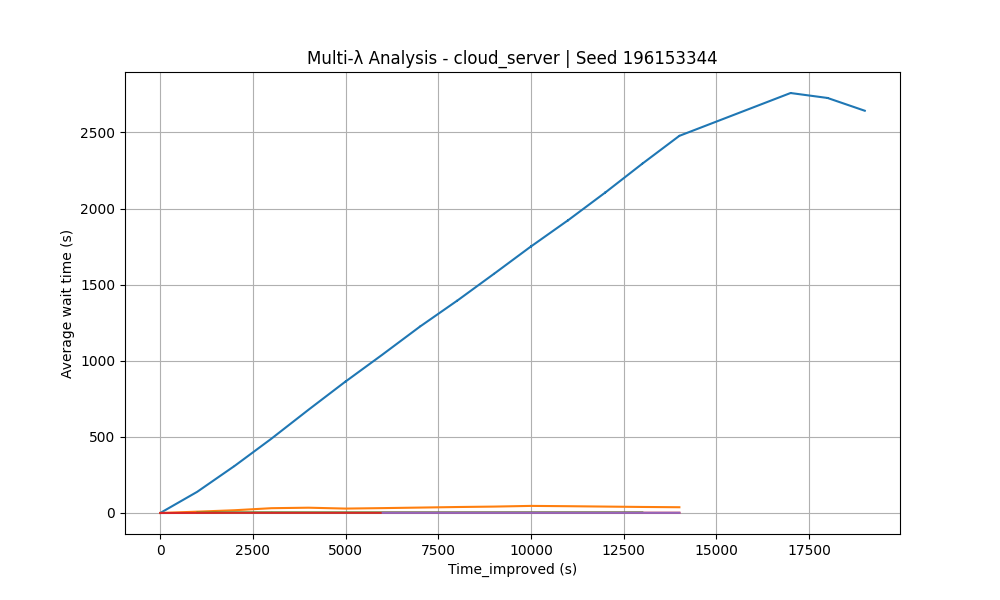 Multi-λ Analysis - cloud_server | Seed 196153344
Average wait time (s)
2500
2000
1500
1000
500
0
0 2500 5000 7500 10000 12500 15000 17500
Time_improved (s)